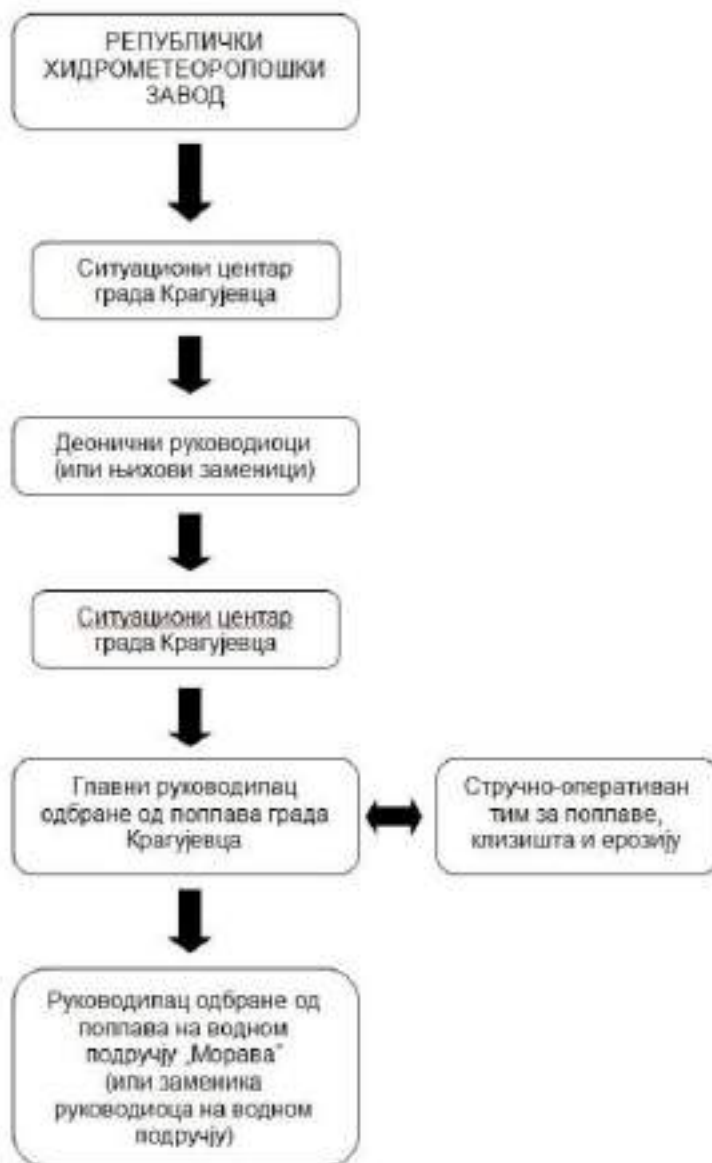 РЕПУБЛИЧКИ
ХИДРОМЕТЕОРОЛОШКИ
ЗАВОД
Ситуациони центар
града Крагујевца
Деонични руководиоци
(или њихови заменици)
Ситуациони центар
града Крагујевца
Главни руководилац
одбране од поплава града
Крагујевца
Стручно-оперативан
тим за поплаве,
клизишта и ерозију
Руководилац одбране од
поплава на водном
подручју „Морава”
(или заменика
руководиоца на водном
подручју)